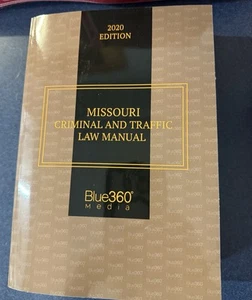 2020
EDITION
MISSOURI
CRIMINAL AND TRAFFIC
LAW MANUAL
Blue360°
Media